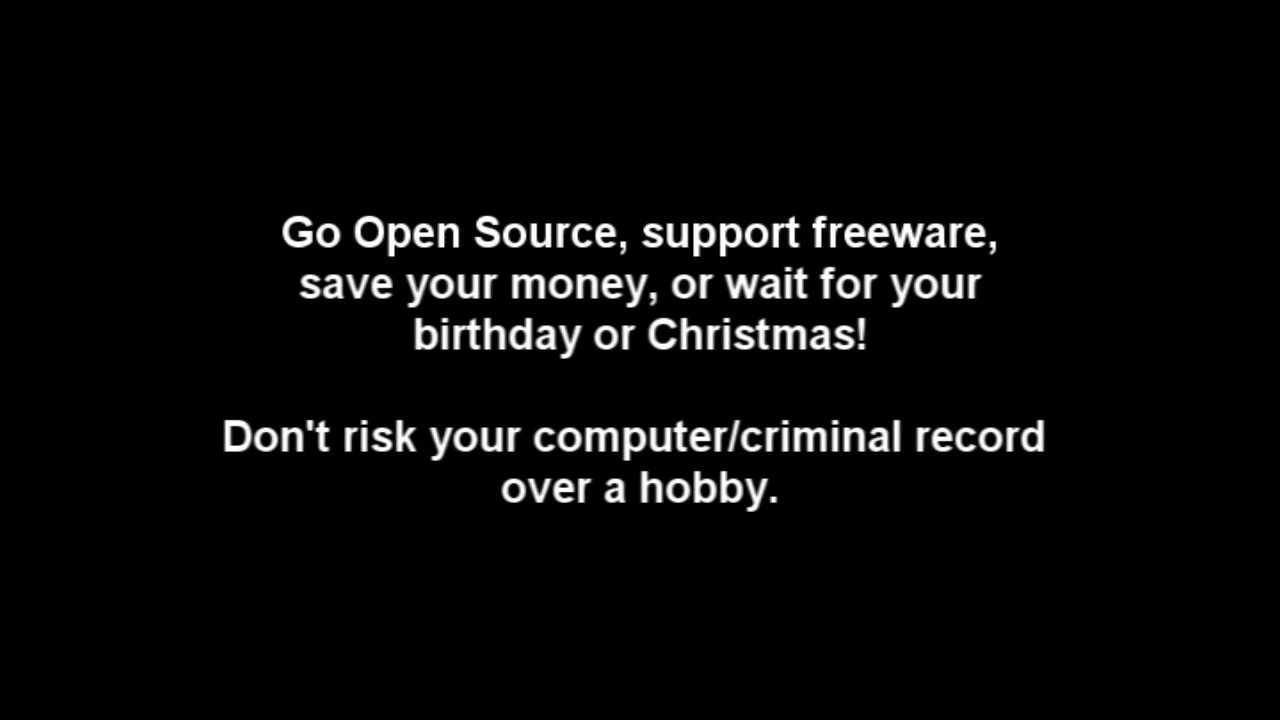 Go Open Source, support freeware,
save your money, or wait for your
birthday or Christmas!
Don't risk your computer/criminal record
over a hobby.